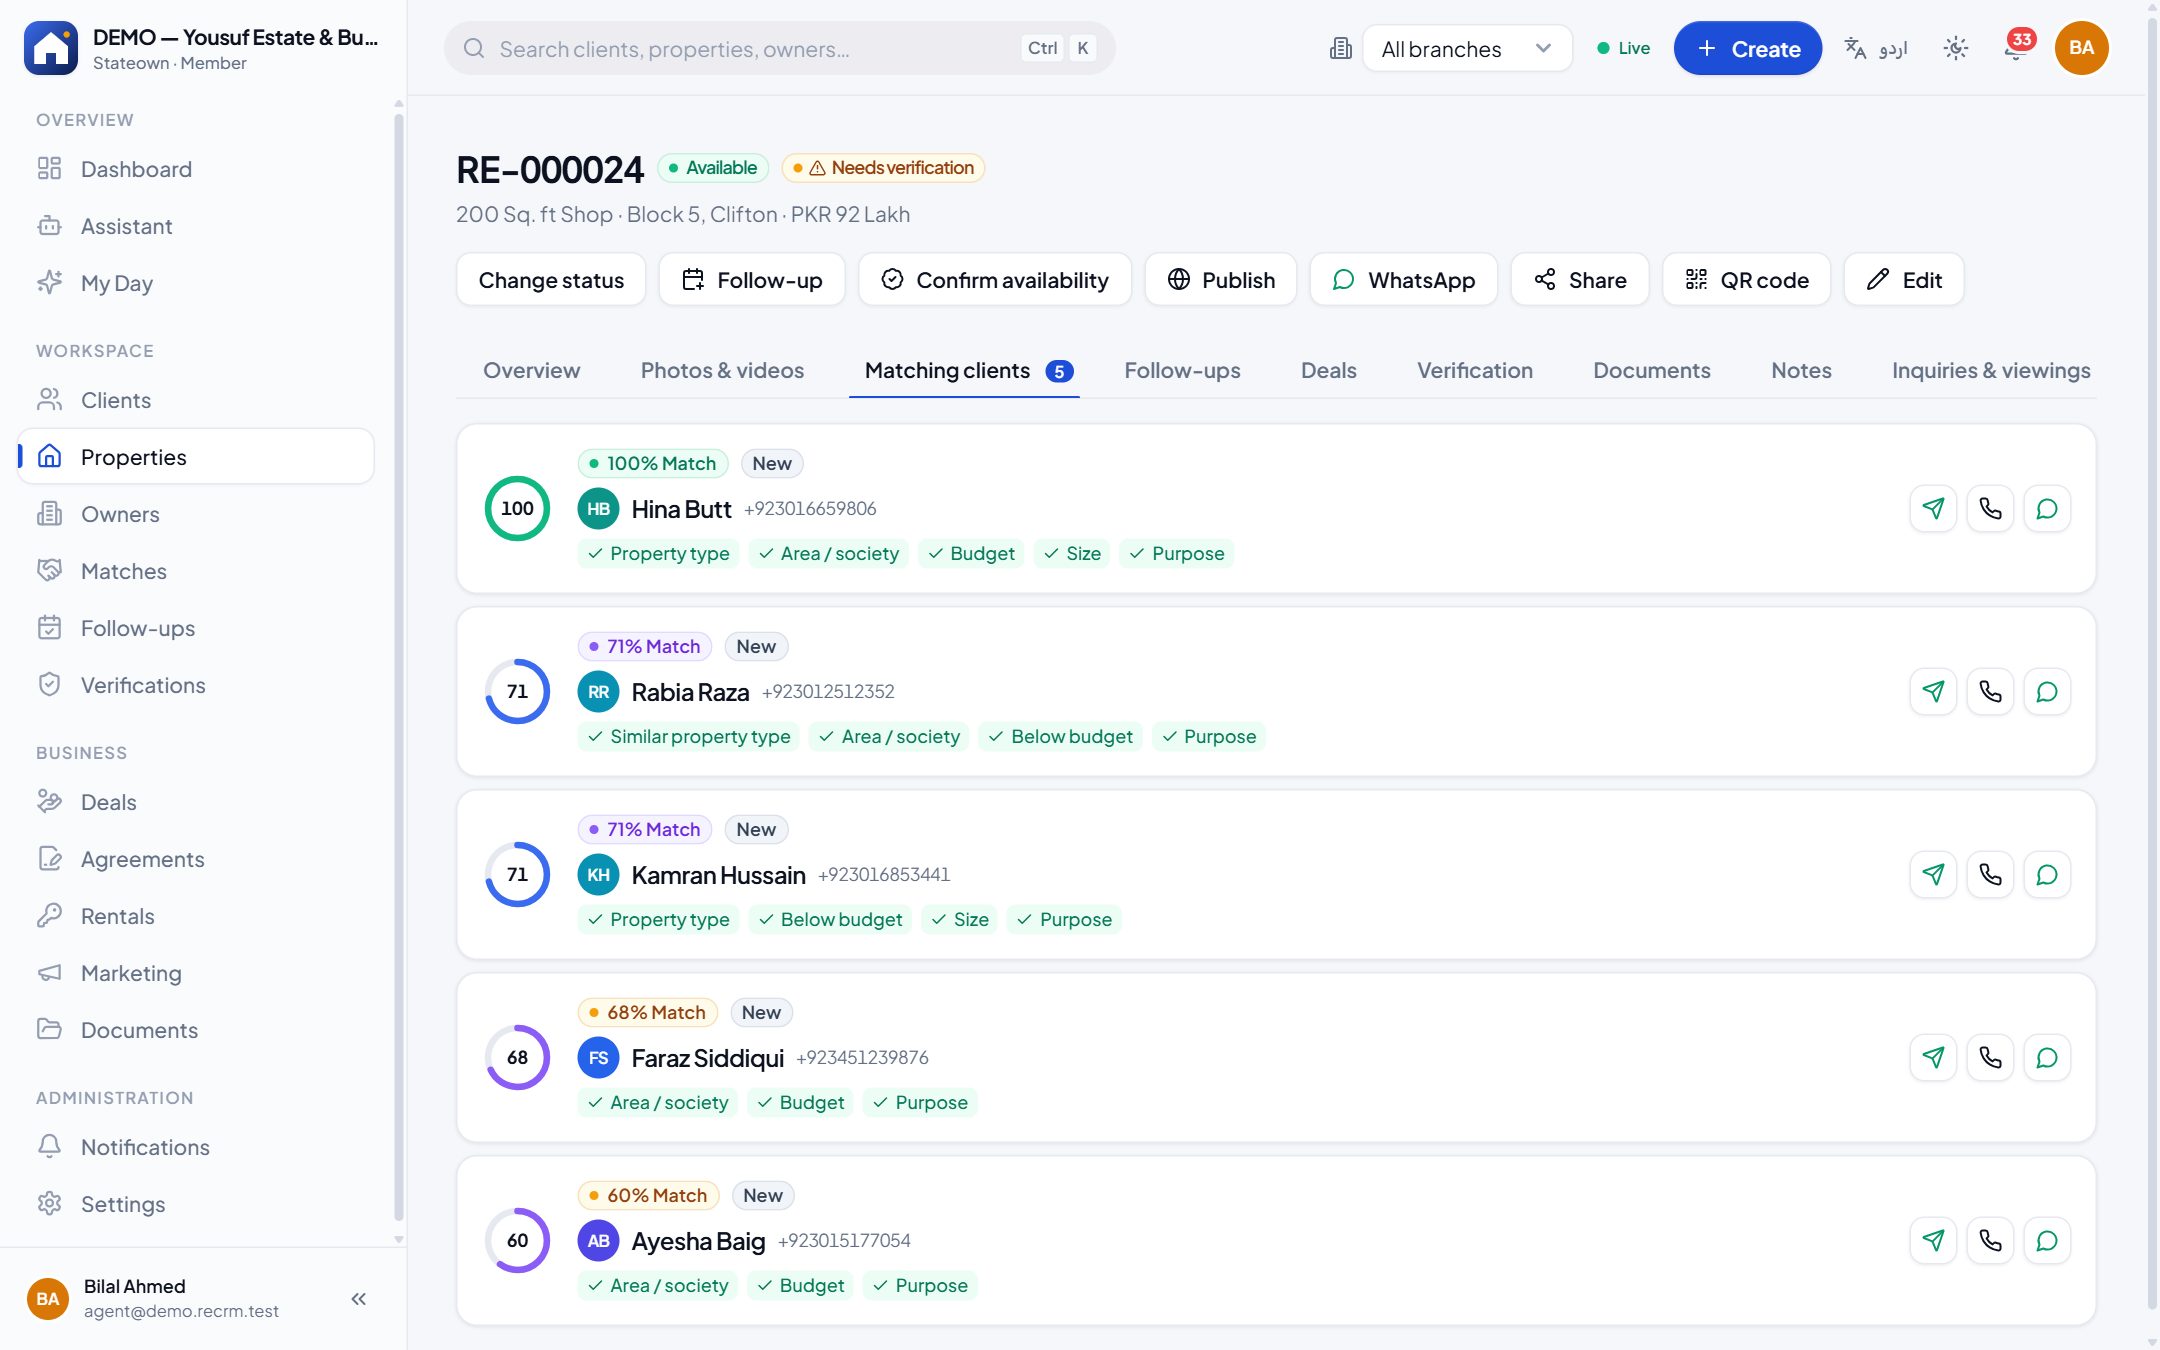 DEMO — Yousuf Estate & Bu...
Stateown · Member
OVERVIEW
Dashboard
Assistant
My Day
WORKSPACE
Clients
Properties
Owners
Matches
Follow-ups
Verifications
BUSINESS
Deals
Agreements
Rentals
Marketing
Documents
ADMINISTRATION
Notifications
Settings
BA
Bilal Ahmed
agent@demo.recrm.test
Search clients, properties, owners... Ctrl K
All branches
Live
Create
اردو
33
BA
RE-000024 Available Needs verification
200 Sq. ft Shop · Block 5, Clifton · PKR 92 Lakh
Change status Follow-up Confirm availability Publish WhatsApp Share QR code Edit
Overview Photos & videos Matching clients 5 Follow-ups Deals Verification Documents Notes Inquiries & viewings
100% Match New
100 HB Hina Butt +923016659806
Property type Area / society Budget Size Purpose
71% Match New
71 RR Rabia Raza +923012512352
Similar property type Area / society Below budget Purpose
71% Match New
71 KH Kamran Hussain +923016853441
Property type Below budget Size Purpose
68% Match New
68 FS Faraz Siddiqui +923451239876
Area / society Budget Purpose
60% Match New
60 AB Ayesha Baig +923015177054
Area / society Budget Purpose